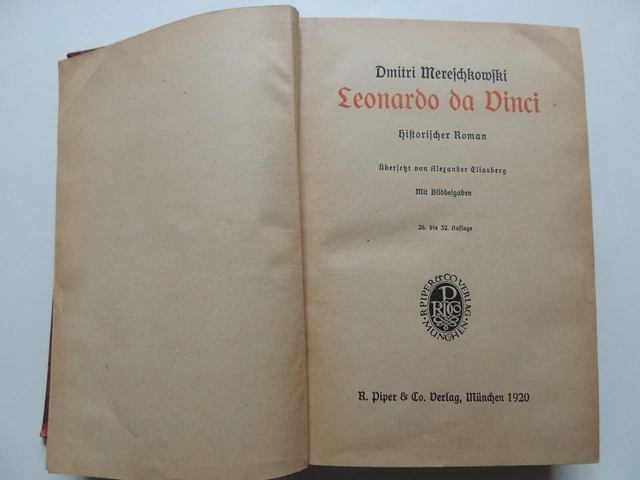 Dmitri Mereschkowski
Leonardo da Vinci
Historischer Roman
Übersetzt von Alexander Eliasberg
Mit Bildbeigaben
26. bis 32. Auflage
R. PIPER & CO VERLAG
MÜNCHEN
R. Piper & Co. Verlag, München 1920